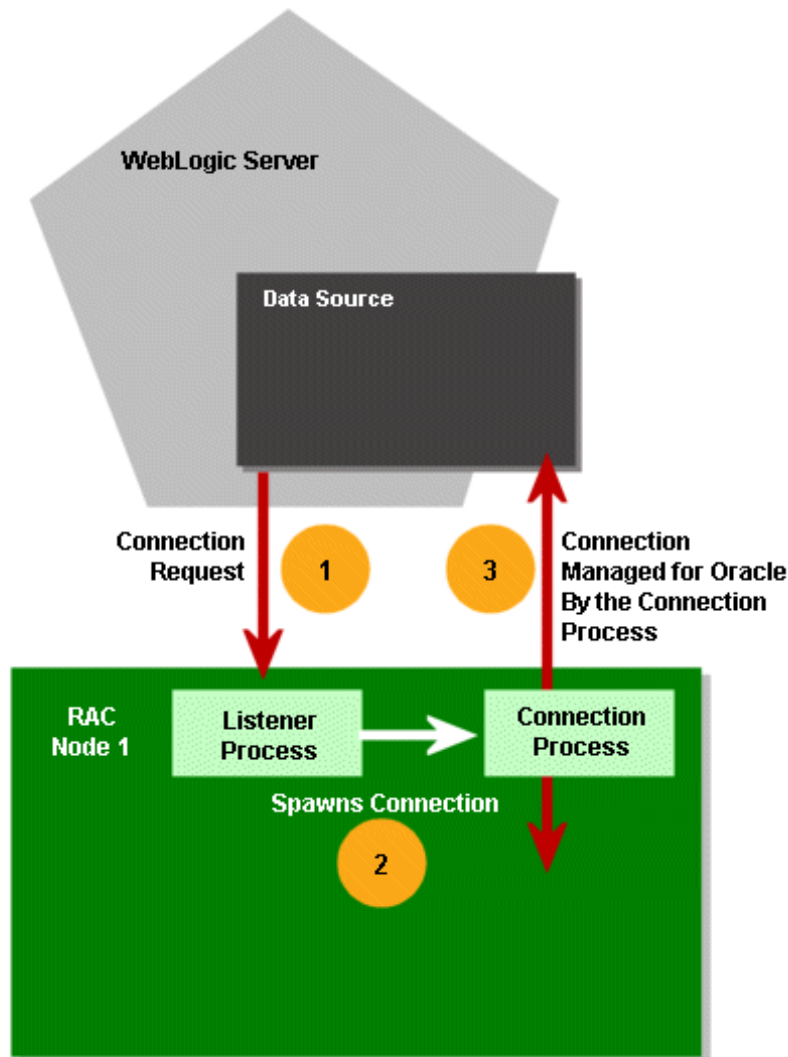 WebLogic Server
Data Source
Connection
Request
1
3
Connection
Managed for Oracle
By the Connection
Process
RAC
Node 1
Listener
Process
Connection
Process
Spawns Connection
2